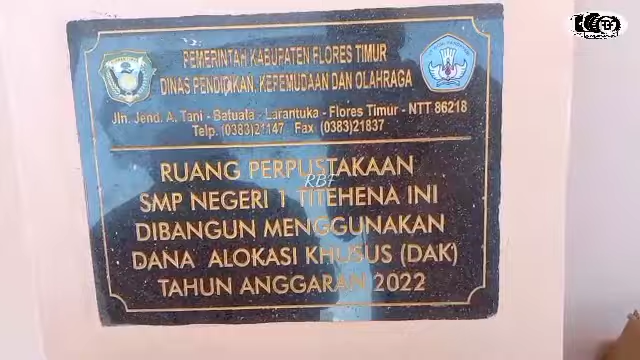 PEMERINTAH KABUPATEN FLORES TIMUR
DINAS PENDIDIKAN, KEPEMUDAAN DAN OLAHRAGA
Jln. Jend. A. Tani - Batuata - Larantuka - Flores Timur - NTT 86218
Telp. (0383)21147 Fax (0383)21837
RUANG PERPUSTAKAAN
SMP NEGERI 1 TITEHENA INI
DIBANGUN MENGGUNAKAN
DANA ALOKASI KHUSUS (DAK)
TAHUN ANGGARAN 2022
RBF